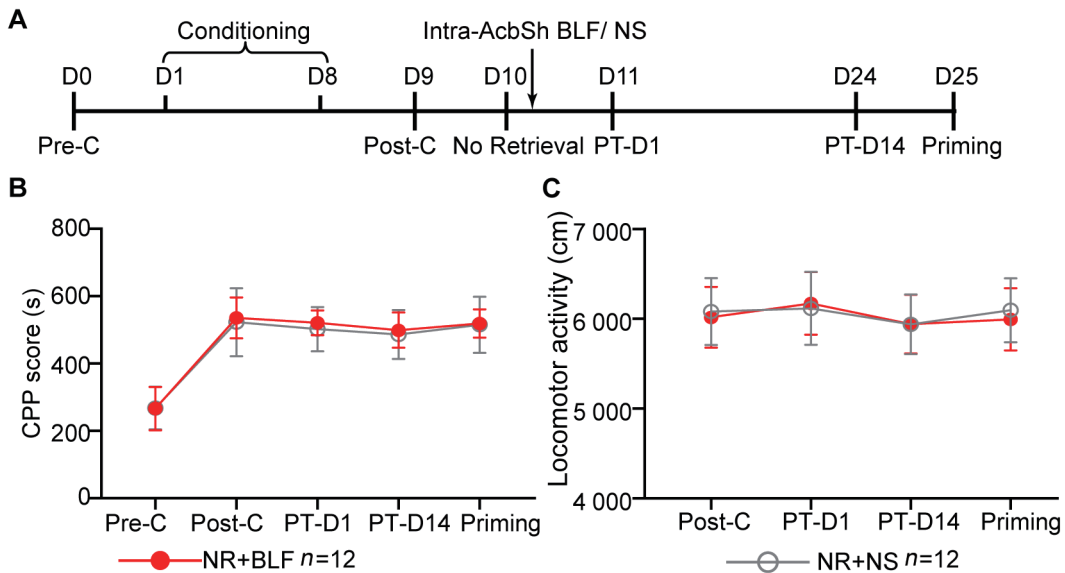 A
Conditioning
Intra-AcbSh BLF/ NS
D0 D1 D8 D9 D10 D11 D24 D25
Pre-C Post-C No Retrieval PT-D1 PT-D14 Priming
B
CPP score (s)
800
600
400
200
0
Pre-C Post-C PT-D1 PT-D14 Priming
NR+BLF n=12
C
Locomotor activity (cm)
7 000
6 000
5 000
4 000
Post-C PT-D1 PT-D14 Priming
NR+NS n=12